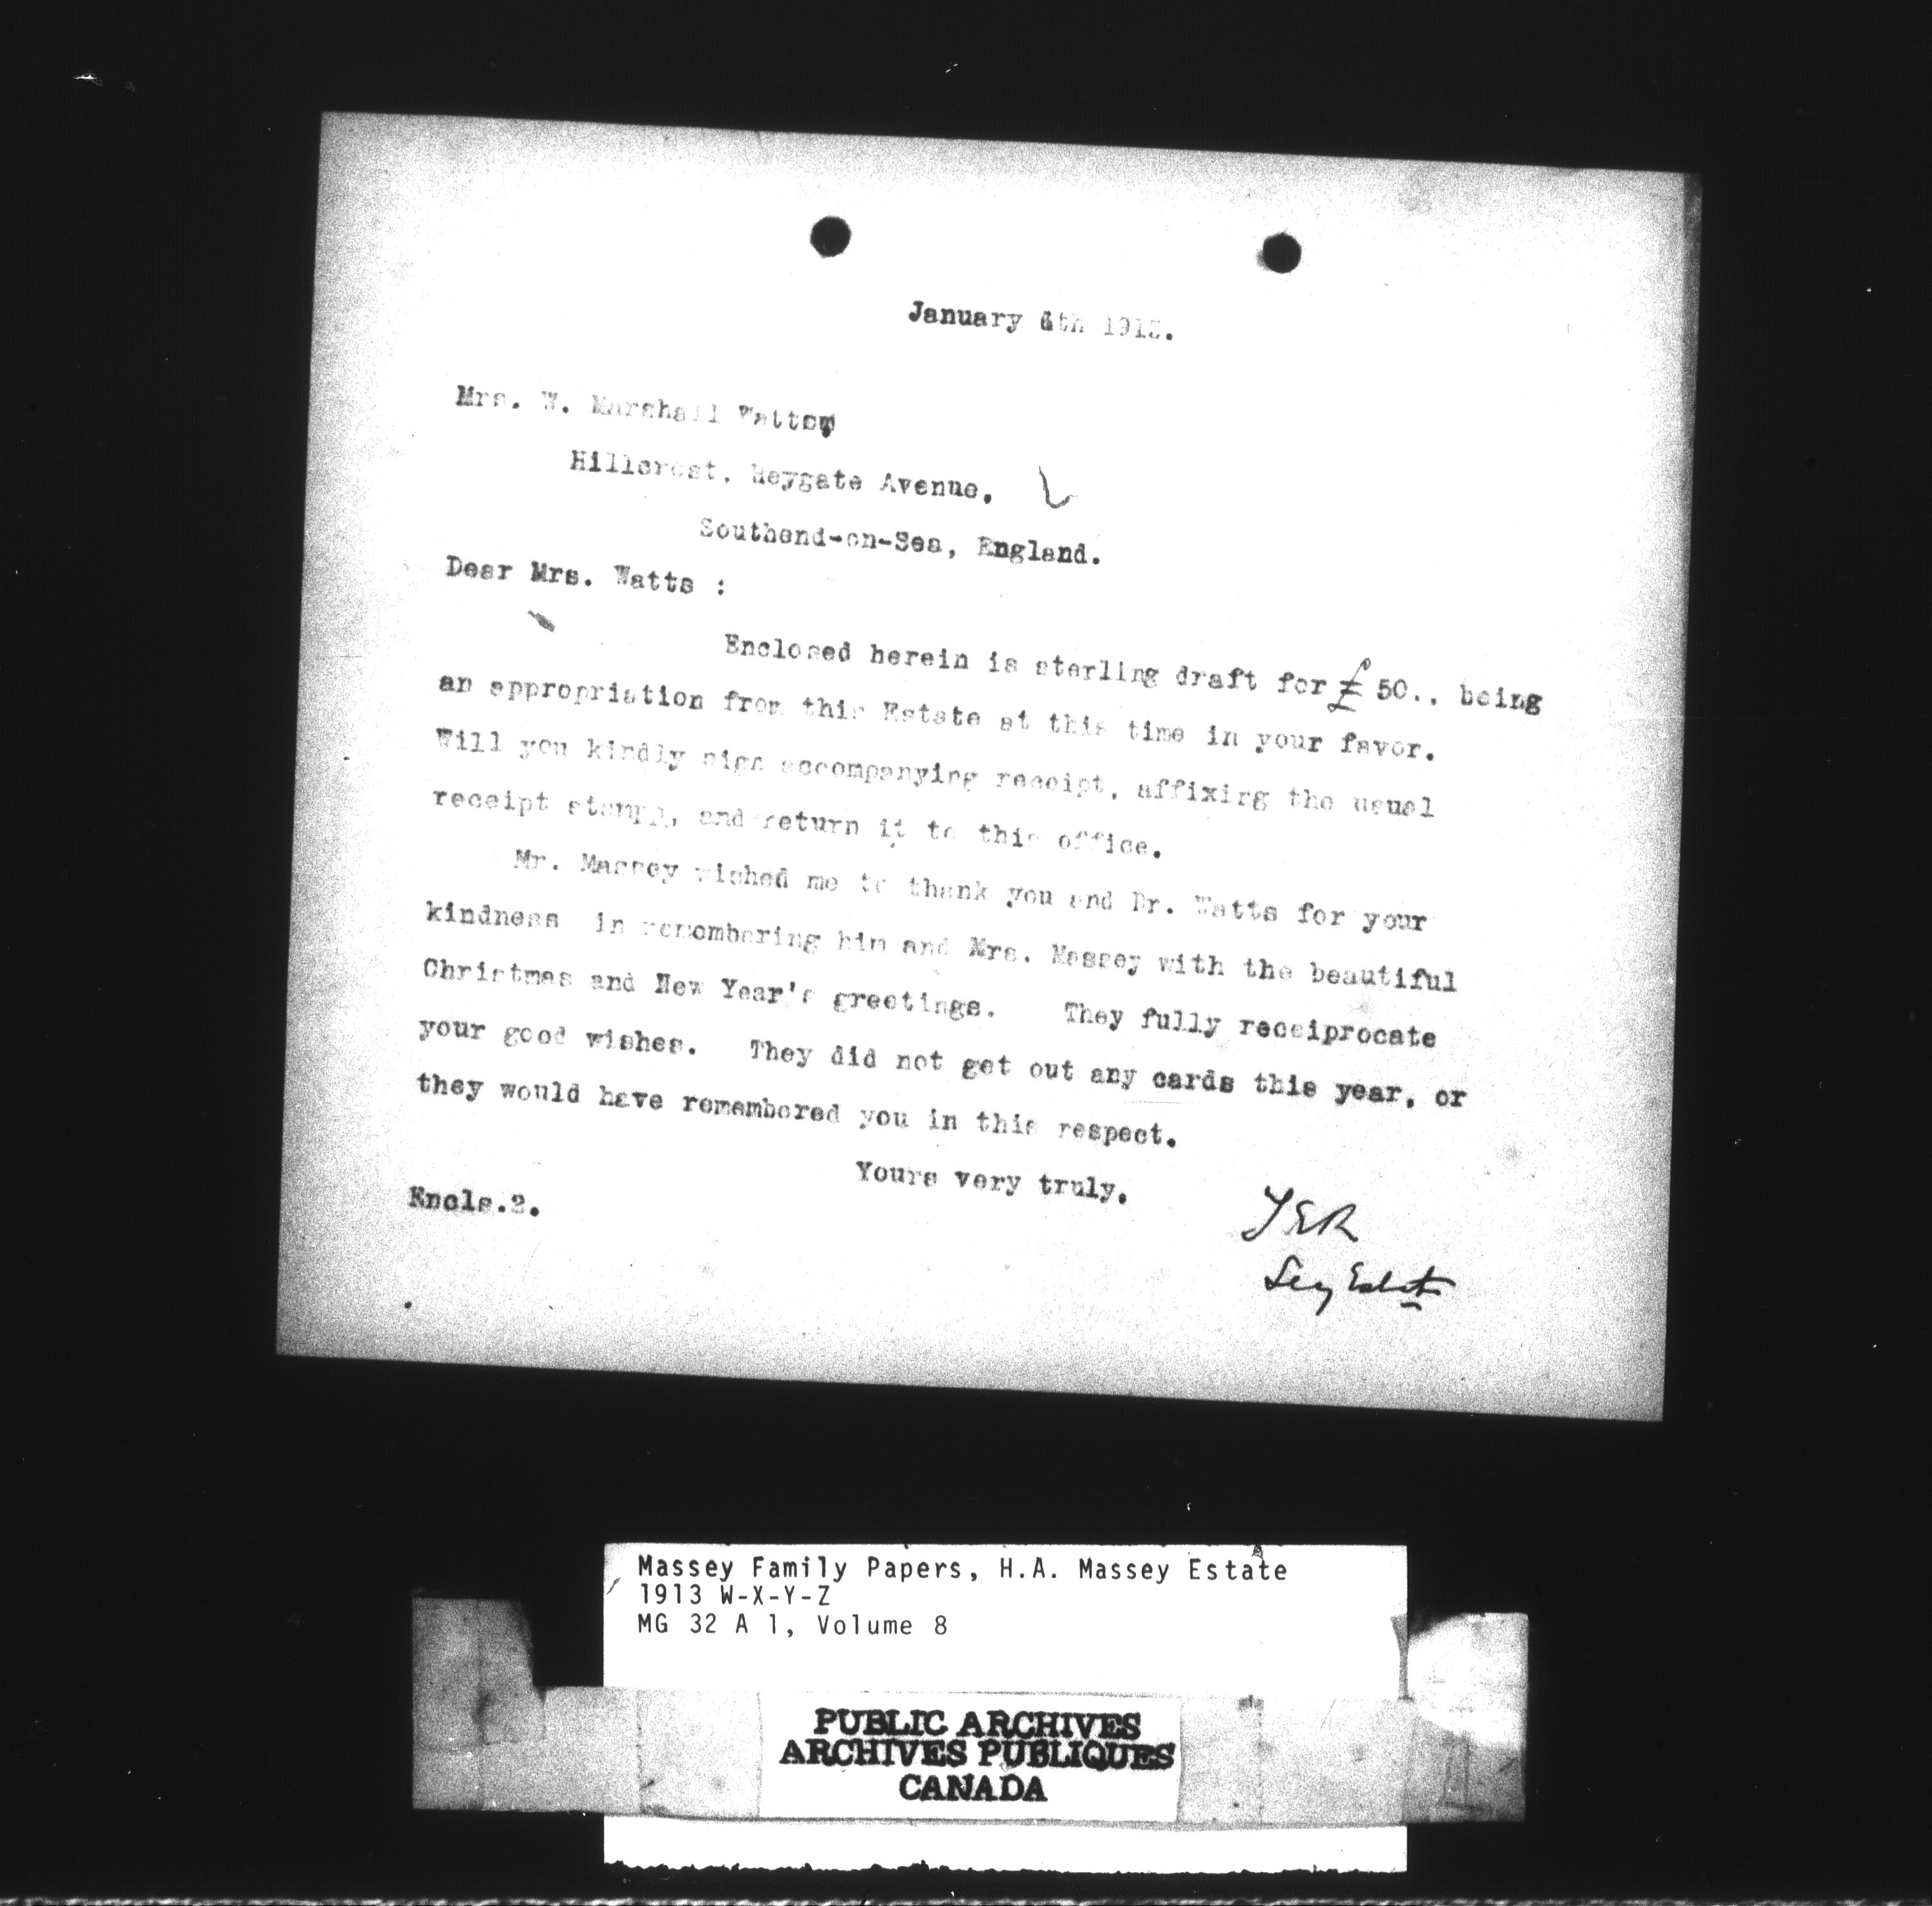 January 6th 1913.
Mrs. W. Marshall Watts,
Hillcrest, Heygate Avenue,
Southend-on-Sea, England.
Dear Mrs. Watts :
Enclosed herein is sterling draft for £ 50., being
an appropriation from this Estate at this time in your favor.
Will you kindly sign accompanying receipt, affixing the usual
receipt stamp, and return it to this office.
Mr. Massey wished me to thank you and Dr. Watts for your
kindness in remembering him and Mrs. Massey with the beautiful
Christmas and New Year's greetings. They fully receiprocate
your good wishes. They did not get out any cards this year, or
they would have remembered you in this respect.
Yours very truly,
Encls.2.
Estate
Massey Family Papers, H.A. Massey Estate
1913 W-X-Y-Z
MG 32 A 1, Volume 8
PUBLIC ARCHIVES
ARCHIVES PUBLIQUES
CANADA